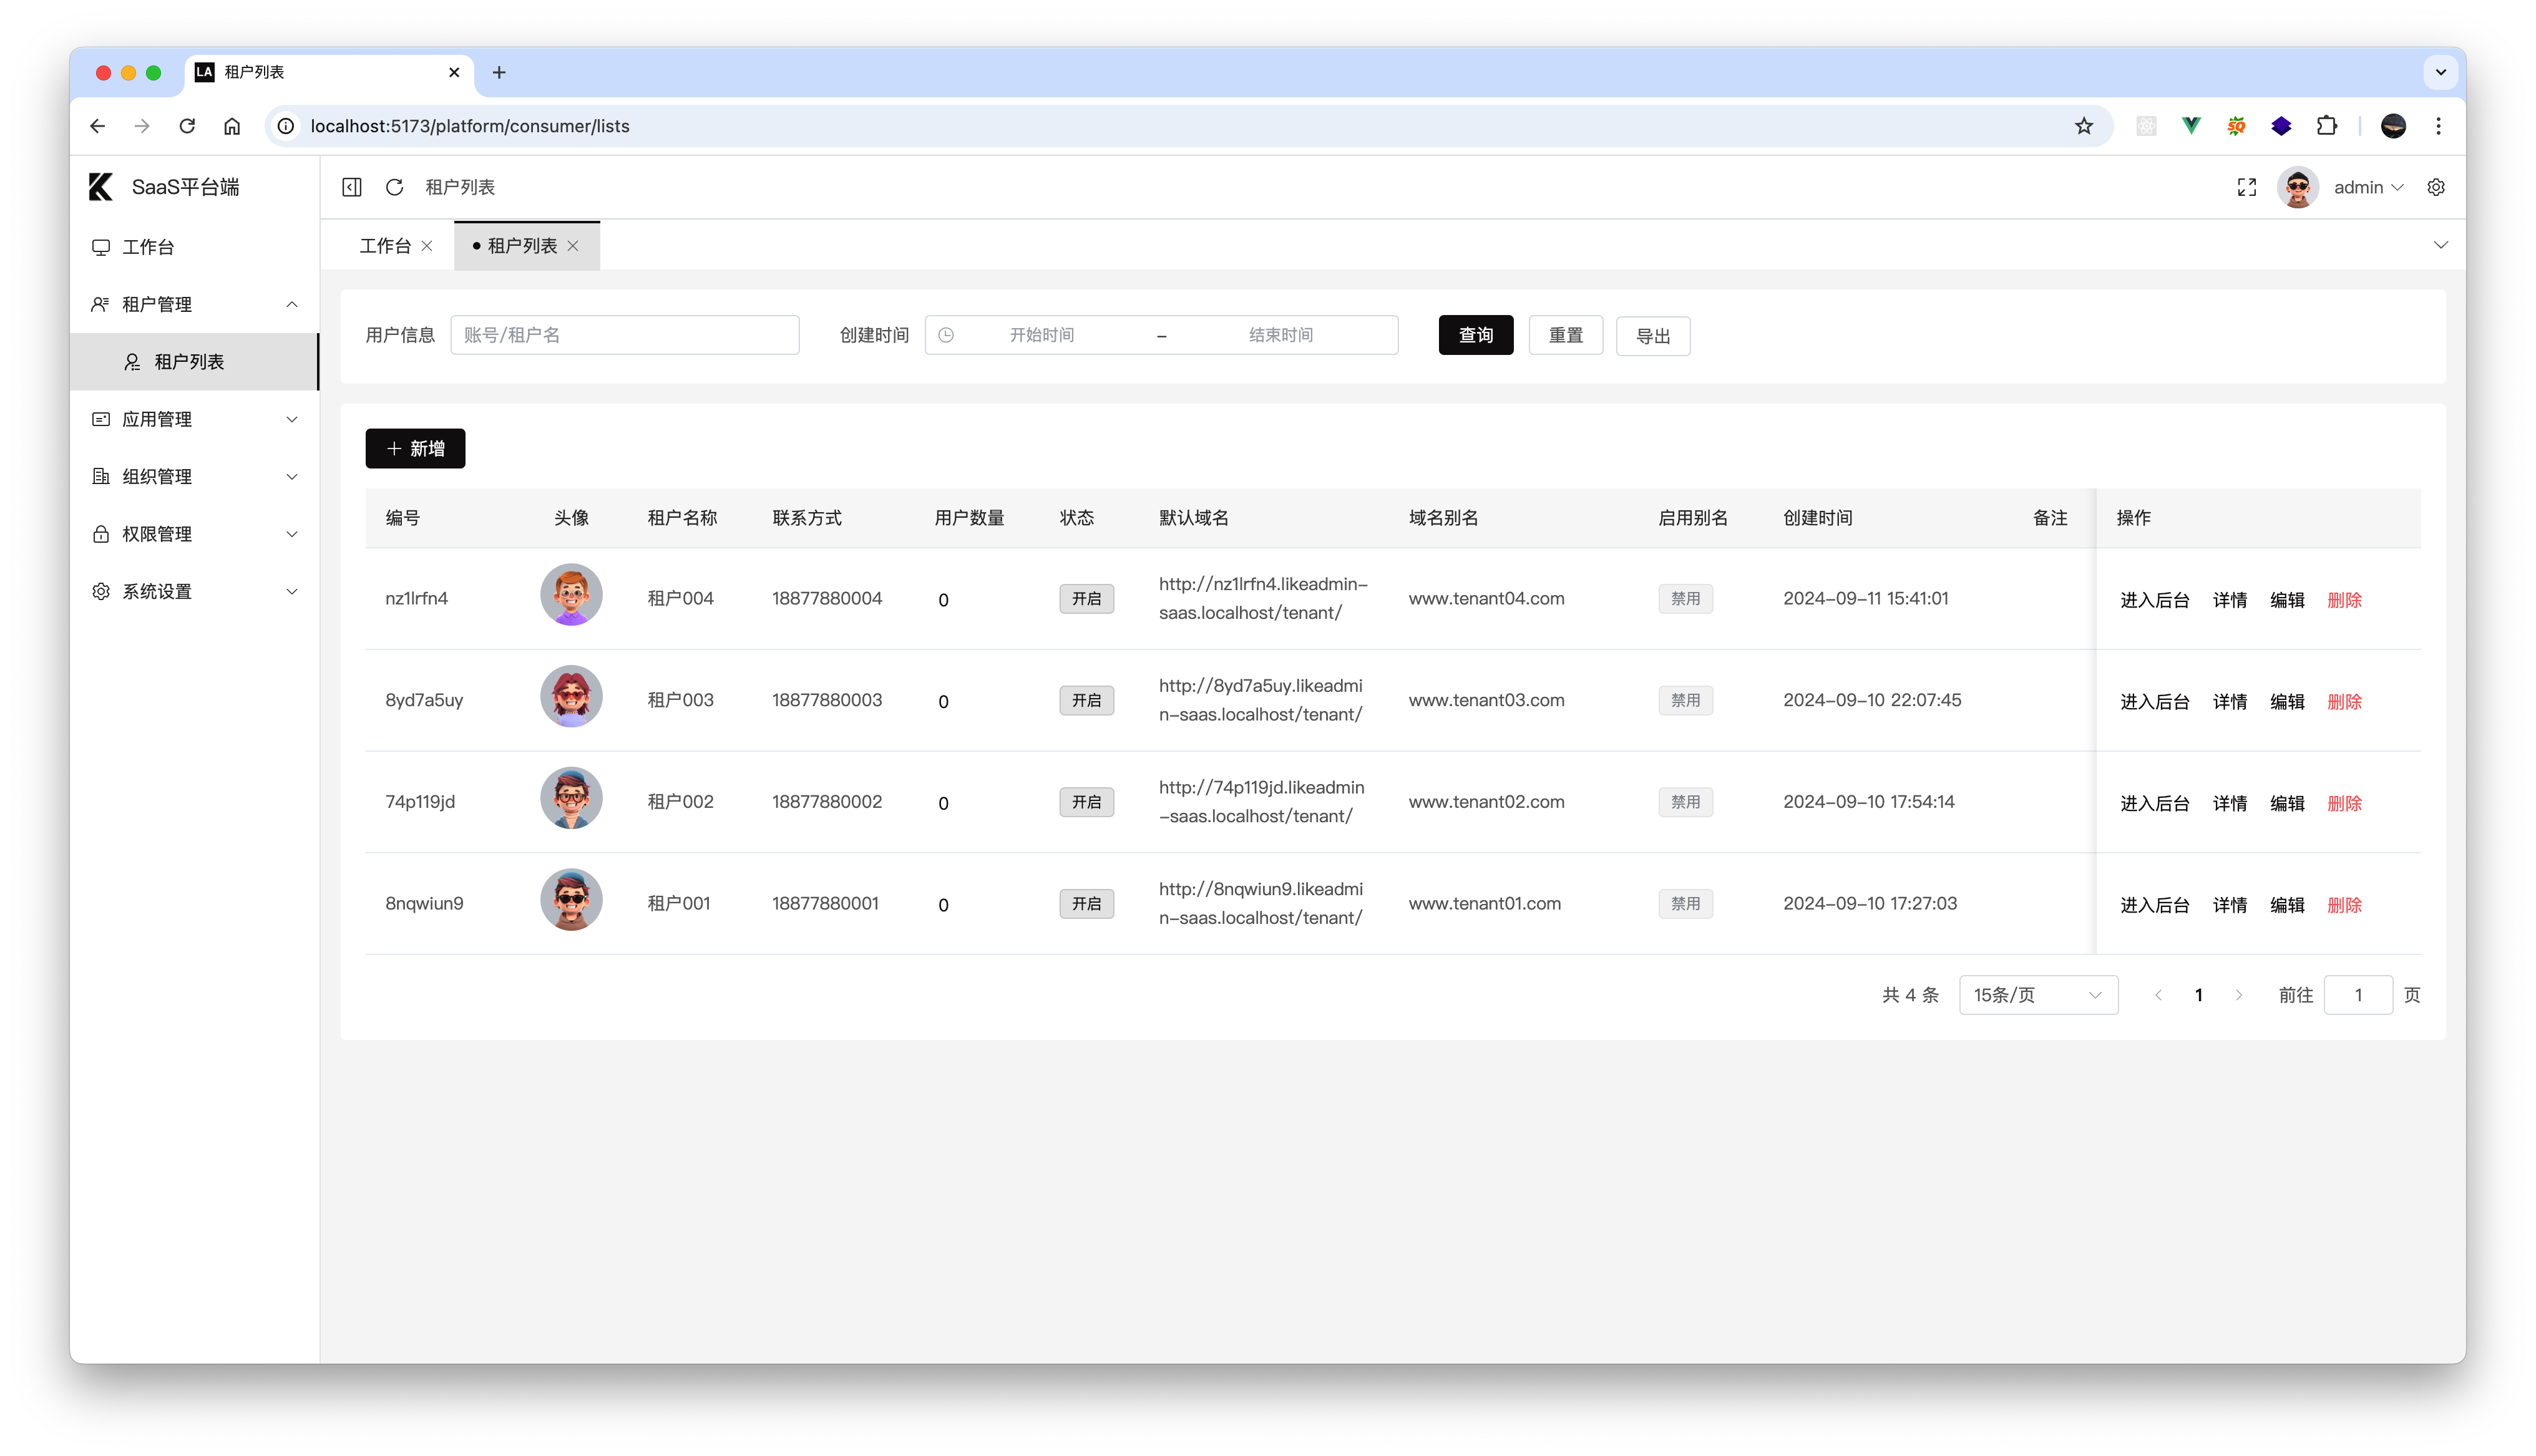 LA 租户列表
localhost:5173/platform/consumer/lists
SaaS平台端
租户列表
admin
工作台
租户管理
租户列表
应用管理
组织管理
权限管理
系统设置
工作台 租户列表
用户信息 账号/租户名 创建时间 开始时间 – 结束时间 查询 重置 导出
新增
编号 头像 租户名称 联系方式 用户数量 状态 默认域名 域名别名 启用别名 创建时间 备注 操作
nz1lrfn4 租户004 18877880004 0 开启 http://nz1lrfn4.likeadmin-
saas.localhost/tenant/ www.tenant04.com 禁用 2024-09-11 15:41:01 进入后台 详情 编辑 删除
8yd7a5uy 租户003 18877880003 0 开启 http://8yd7a5uy.likeadmi
n-saas.localhost/tenant/ www.tenant03.com 禁用 2024-09-10 22:07:45 进入后台 详情 编辑 删除
74p119jd 租户002 18877880002 0 开启 http://74p119jd.likeadmin
-saas.localhost/tenant/ www.tenant02.com 禁用 2024-09-10 17:54:14 进入后台 详情 编辑 删除
8nqwiun9 租户001 18877880001 0 开启 http://8nqwiun9.likeadmi
n-saas.localhost/tenant/ www.tenant01.com 禁用 2024-09-10 17:27:03 进入后台 详情 编辑 删除
共 4 条 15条/页 1 前往 1 页